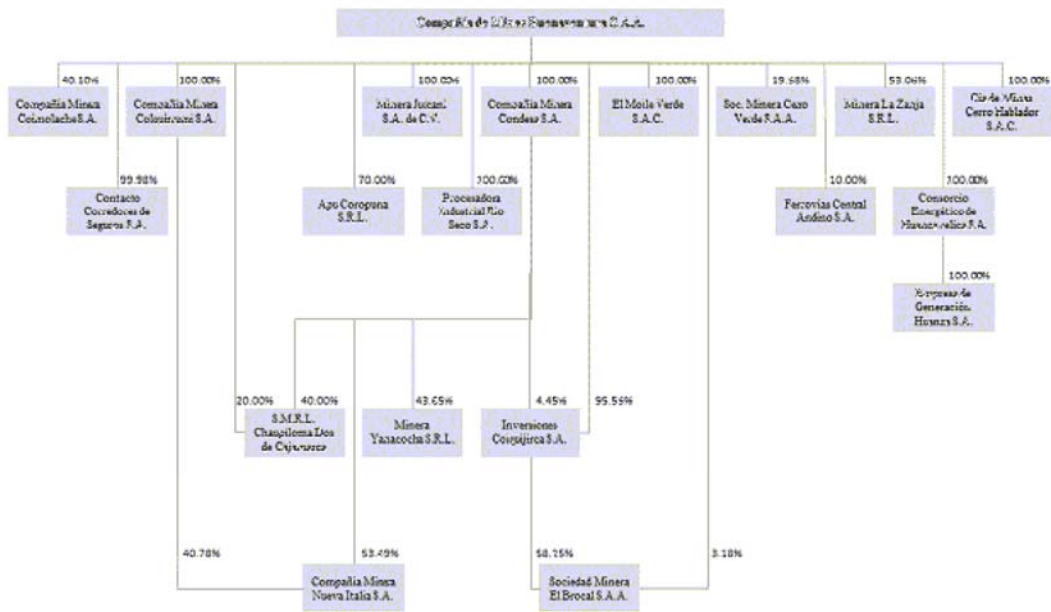 Compañía de Minas Buenaventura S.A.A.
40.10%
100.00%
100.00%
100.00%
100.00%
19.68%
53.06%
100.00%
Compañía Minera
Coimolache S.A.
Compañía Minera
Colquirrumi S.A.
Minera Julcani
S.A. de C.V.
Compañía Minera
Condesa S.A.
El Molle Verde
S.A.C.
Soc. Minera Cerro
Verde S.A.A.
Minera La Zanja
S.R.L.
Cía de Minas
Cerro Hablador
S.A.C.
99.98%
70.00%
100.00%
10.00%
100.00%
Contacto
Corredores de
Seguros S.A.
Apu Coropuna
S.R.L.
Procesadora
Industrial Río
Seco S.A.
Ferrovías Central
Andino S.A.
Consorcio
Energético de
Huancavelica S.A.
100.00%
Empresa de
Generación
Huanza S.A.
20.00%
40.00%
43.65%
4.45%
S.M.R.L.
Chaupiloma Dos
de Cajamarca
Minera
Yanacocha S.R.L.
Inversiones
Colquijirca S.A.
40.78%
53.49%
3.18%
Compañía Minera
Nueva Italia S.A.
Sociedad Minera
El Brocal S.A.A.